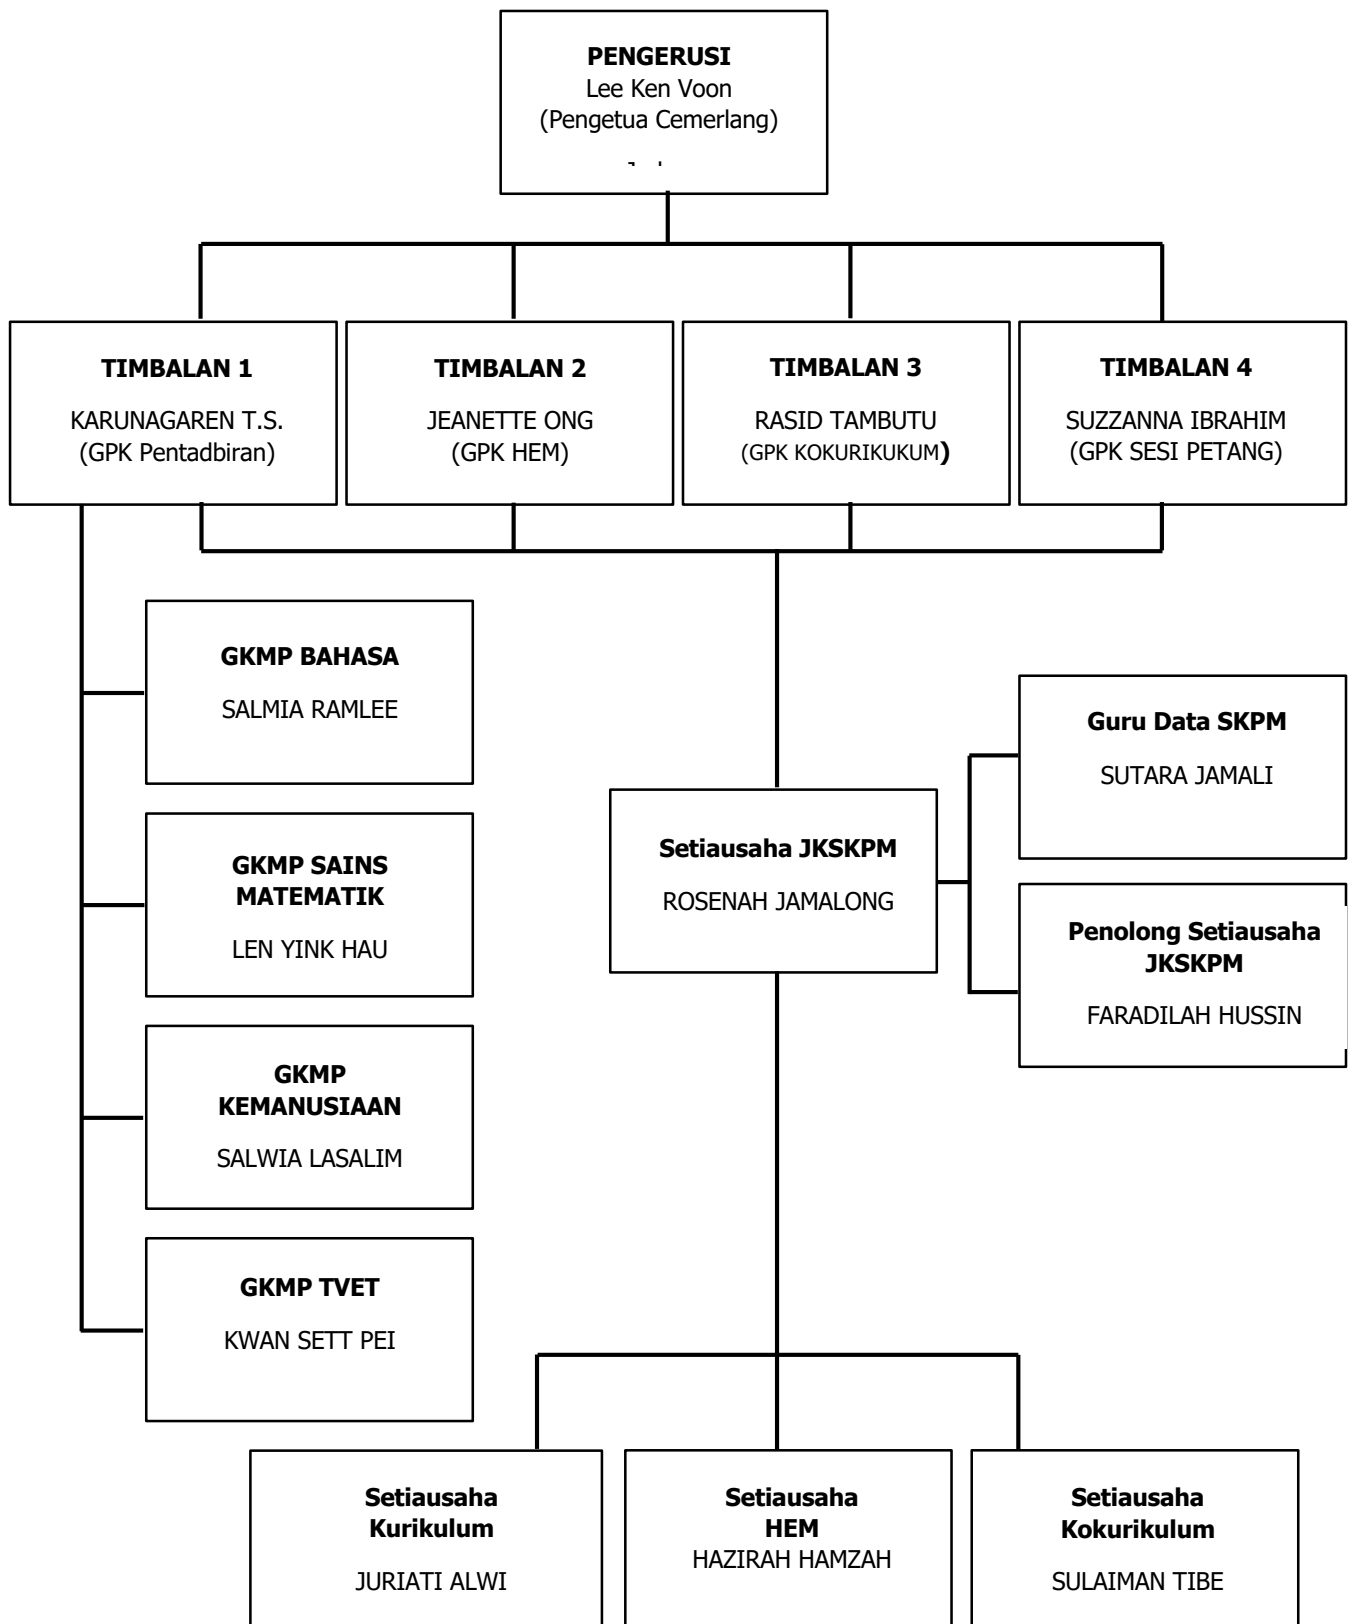 PENGERUSI
Lee Ken Voon
(Pengetua Cemerlang)
TIMBALAN 1
KARUNAGAREN T.S.
(GPK Pentadbiran)
TIMBALAN 2
JEANETTE ONG
(GPK HEM)
TIMBALAN 3
RASID TAMBUTU
(GPK KOKURIKUKUM)
TIMBALAN 4
SUZZANNA IBRAHIM
(GPK SESI PETANG)
GKMP BAHASA
SALMIA RAMLEE
GKMP SAINS
MATEMATIK
LEN YINK HAU
GKMP
KEMANUSIAAN
SALWIA LASALIM
GKMP TVET
KWAN SETT PEI
Setiausaha JKSKPM
ROSENAH JAMALONG
Guru Data SKPM
SUTARA JAMALI
Penolong Setiausaha
JKSKPM
FARADILAH HUSSIN
Setiausaha
Kurikulum
JURIATI ALWI
Setiausaha
HEM
HAZIRAH HAMZAH
Setiausaha
Kokurikulum
SULAIMAN TIBE